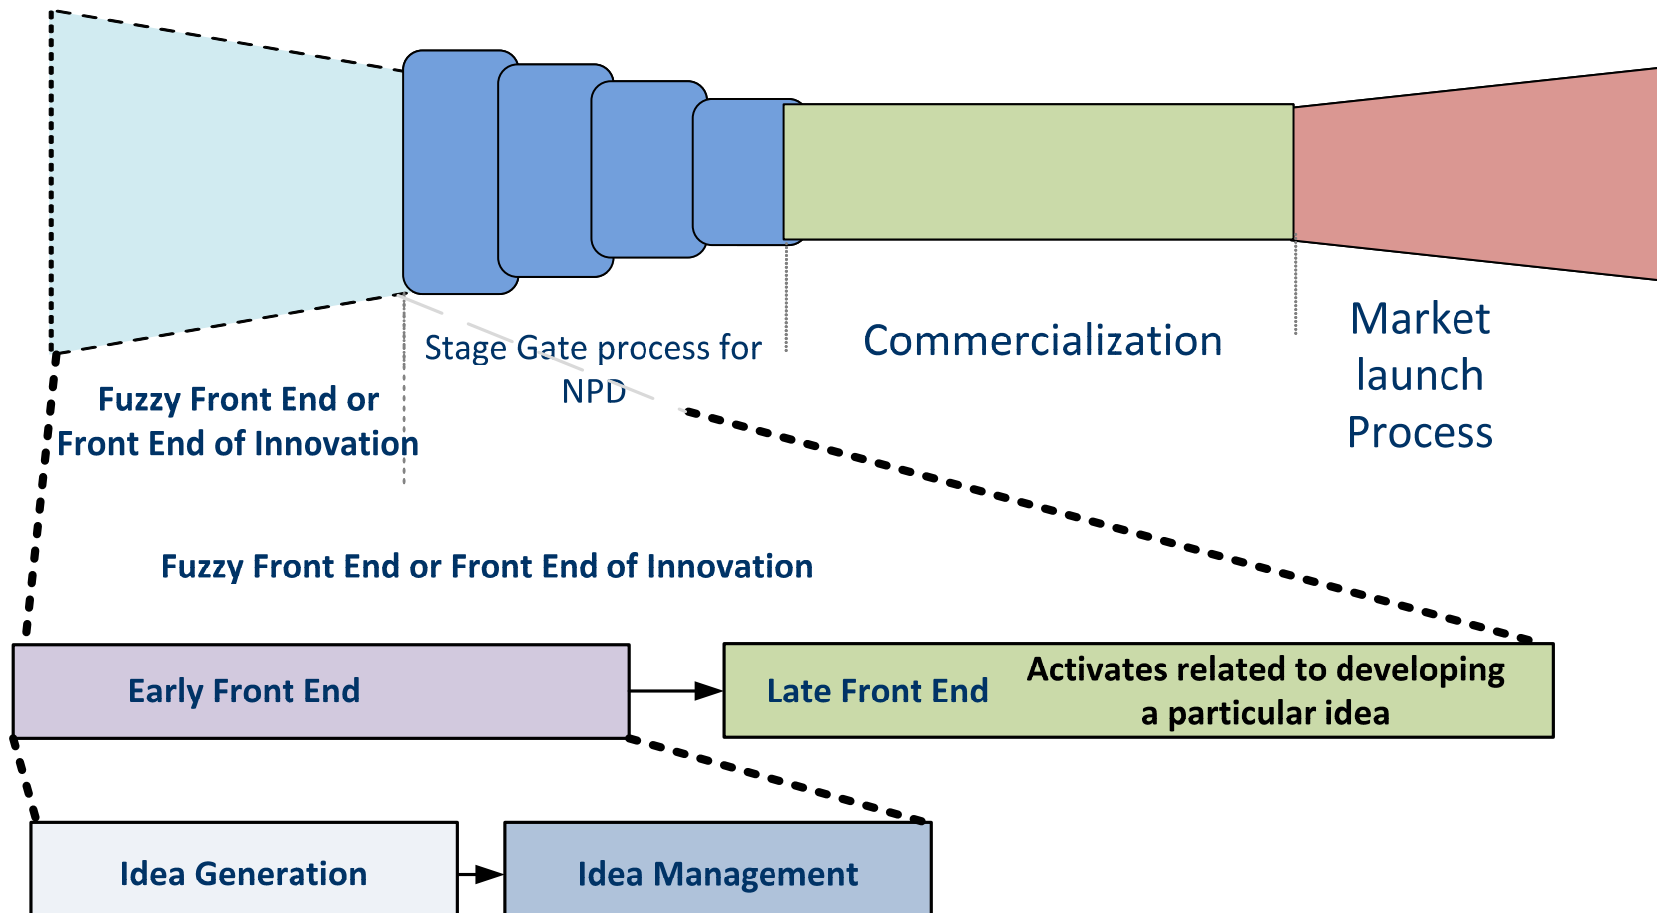 Fuzzy Front End or
Front End of Innovation
Stage Gate process for
NPD
Commercialization
Market
launch
Process
Fuzzy Front End or Front End of Innovation
Early Front End
Late Front End
Activates related to developing
a particular idea
Idea Generation
Idea Management